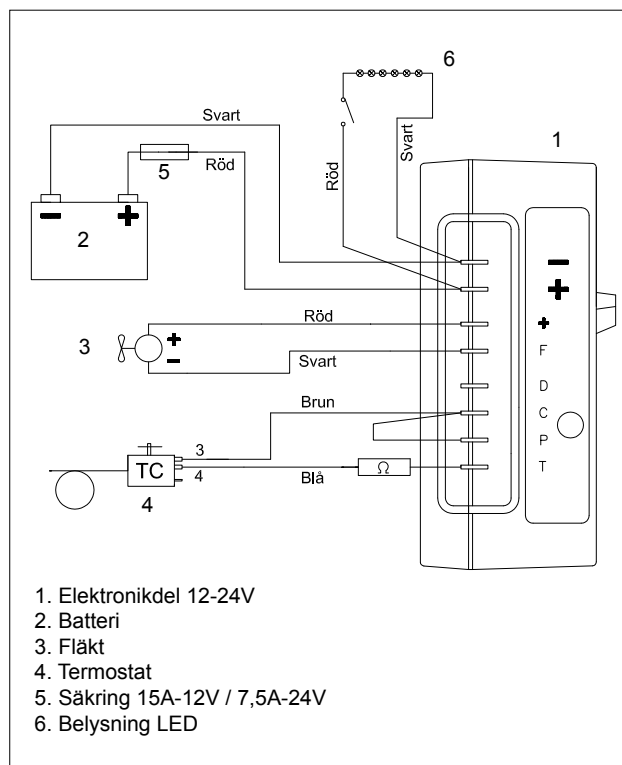 6
Svart
1
5
Röd
Röd
Svart
− +
2
−
+
Röd
+
3
+
−
F
Svart
D
Brun
C
3
P
TC
4
Ω
T
Blå
4
1. Elektronikdel 12-24V
2. Batteri
3. Fläkt
4. Termostat
5. Säkring 15A-12V / 7,5A-24V
6. Belysning LED